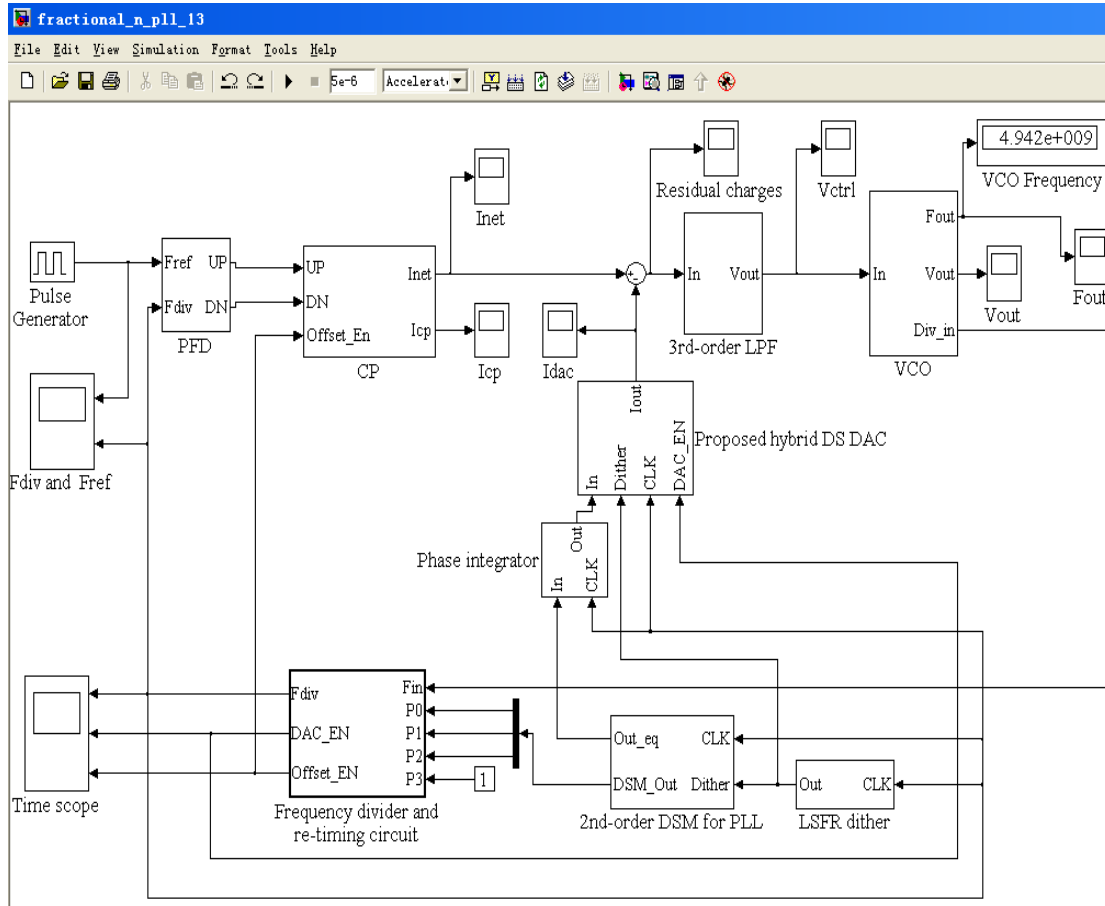 fractional_n_pll_13
File Edit View Simulation Format Tools Help
5e-6 Accelerat
4.942e+009
VCO Frequency
Inet
Residual charges
Vctrl
Pulse
Generator
Fref UP
Fdiv DN
PFD
UP Inet
DN
Offset_En Icp
CP
Icp
Idac
+
-
In Vout
3rd-order LPF
Fout
In Vout
Div_in
VCO
Vout
Fout
Fdiv and Fref
Iout
In Dither CLK DAC_EN
Proposed hybrid DS DAC
Phase integrator
Out
In CLK
Time scope
Fdiv Fin
P0
DAC_EN P1
P2
Offset_EN P3
1
Frequency divider and
re-timing circuit
Out_eq CLK
DSM_Out Dither
2nd-order DSM for PLL
Out CLK
LSFR dither